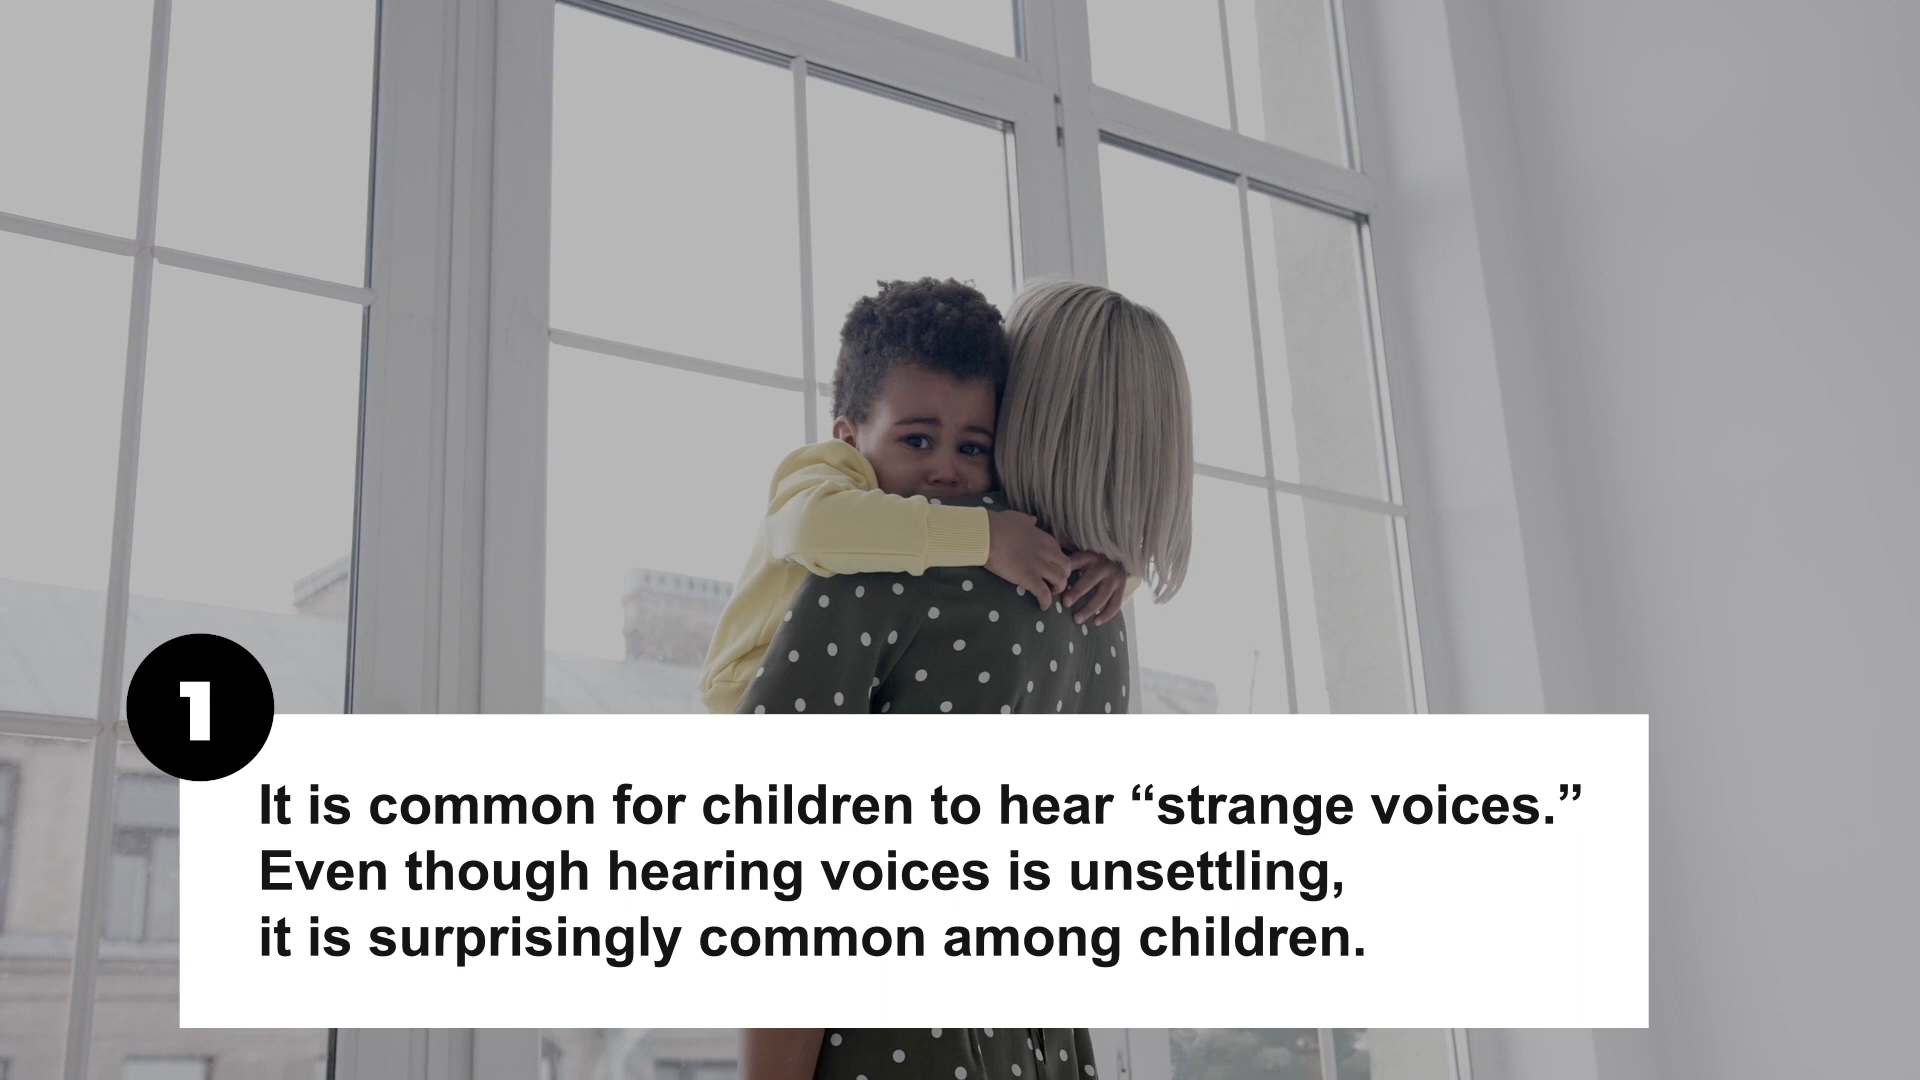 1
It is common for children to hear “strange voices.”
Even though hearing voices is unsettling,
it is surprisingly common among children.